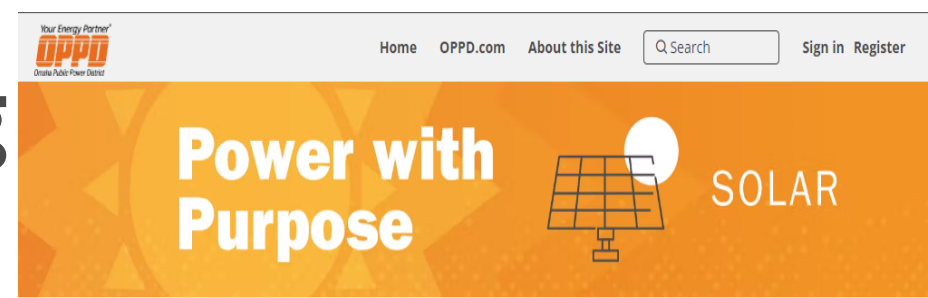 Your Energy Partner®
OPPD
Omaha Public Power District
Home OPPD.com About this Site Search Sign in Register
Power with
Purpose
SOLAR